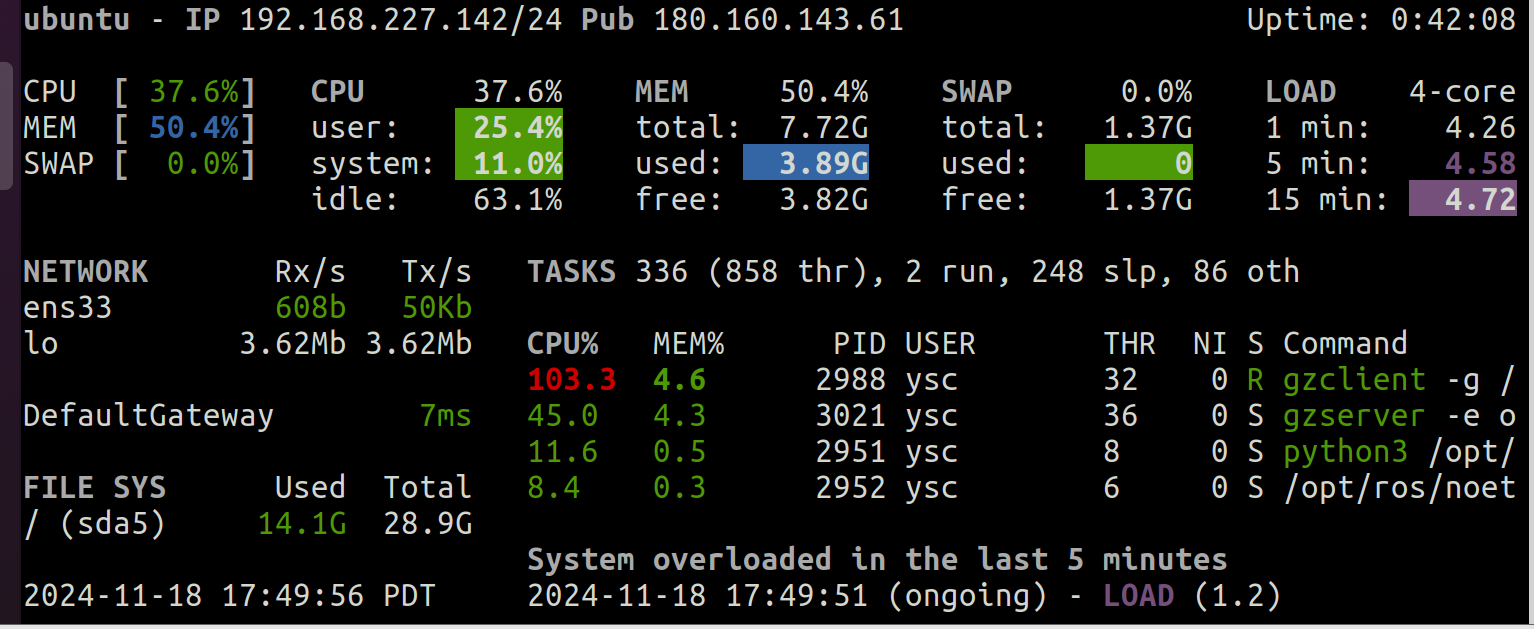 ubuntu - IP 192.168.227.142/24 Pub 180.160.143.61 Uptime: 0:42:08
CPU [ 37.6%] CPU 37.6% MEM 50.4% SWAP 0.0% LOAD 4-core
MEM [ 50.4%] user: 25.4% total: 7.72G total: 1.37G 1 min: 4.26
SWAP [ 0.0%] system: 11.0% used: 3.89G used: 0 5 min: 4.58
idle: 63.1% free: 3.82G free: 1.37G 15 min: 4.72
NETWORK Rx/s Tx/s TASKS 336 (858 thr), 2 run, 248 slp, 86 oth
ens33 608b 50Kb
lo 3.62Mb 3.62Mb CPU% MEM% PID USER THR NI S Command
103.3 4.6 2988 ysc 32 0 R gzclient -g /
DefaultGateway 7ms 45.0 4.3 3021 ysc 36 0 S gzserver -e o
11.6 0.5 2951 ysc 8 0 S python3 /opt/
FILE SYS Used Total 8.4 0.3 2952 ysc 6 0 S /opt/ros/noet
/ (sda5) 14.1G 28.9G
System overloaded in the last 5 minutes
2024-11-18 17:49:56 PDT 2024-11-18 17:49:51 (ongoing) - LOAD (1.2)